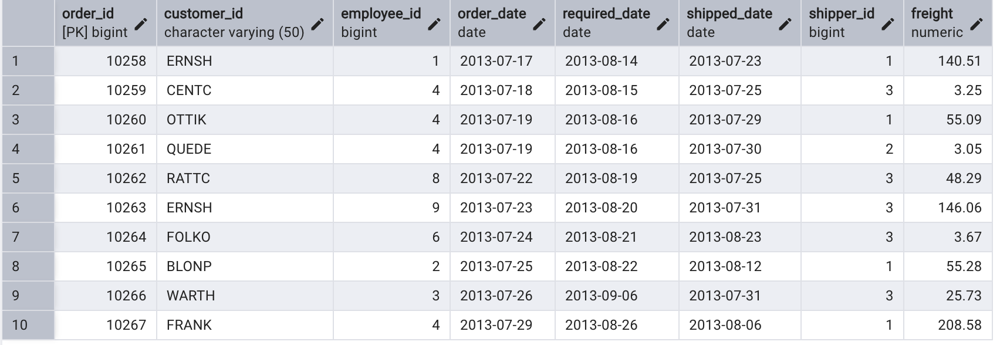 order_id customer_id employee_id order_date required_date shipped_date shipper_id freight
[PK] bigint character varying (50) bigint date date date bigint numeric
1 10258 ERNSH 1 2013-07-17 2013-08-14 2013-07-23 1 140.51
2 10259 CENTC 4 2013-07-18 2013-08-15 2013-07-25 3 3.25
3 10260 OTTIK 4 2013-07-19 2013-08-16 2013-07-29 1 55.09
4 10261 QUEDE 4 2013-07-19 2013-08-16 2013-07-30 2 3.05
5 10262 RATTC 8 2013-07-22 2013-08-19 2013-07-25 3 48.29
6 10263 ERNSH 9 2013-07-23 2013-08-20 2013-07-31 3 146.06
7 10264 FOLKO 6 2013-07-24 2013-08-21 2013-08-23 3 3.67
8 10265 BLONP 2 2013-07-25 2013-08-22 2013-08-12 1 55.28
9 10266 WARTH 3 2013-07-26 2013-09-06 2013-07-31 3 25.73
10 10267 FRANK 4 2013-07-29 2013-08-26 2013-08-06 1 208.58